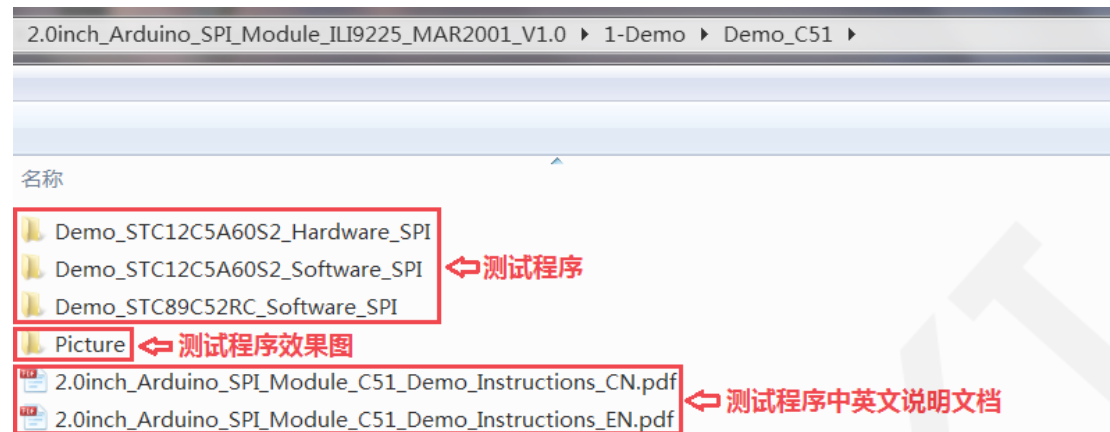 2.0inch_Arduino_SPI_Module_ILI9225_MAR2001_V1.0 ▸ 1-Demo ▸ Demo_C51 ▸
名称
Demo_STC12C5A60S2_Hardware_SPI
Demo_STC12C5A60S2_Software_SPI 测试程序
Demo_STC89C52RC_Software_SPI
Picture 测试程序效果图
2.0inch_Arduino_SPI_Module_C51_Demo_Instructions_CN.pdf
测试程序中英文说明文档
2.0inch_Arduino_SPI_Module_C51_Demo_Instructions_EN.pdf